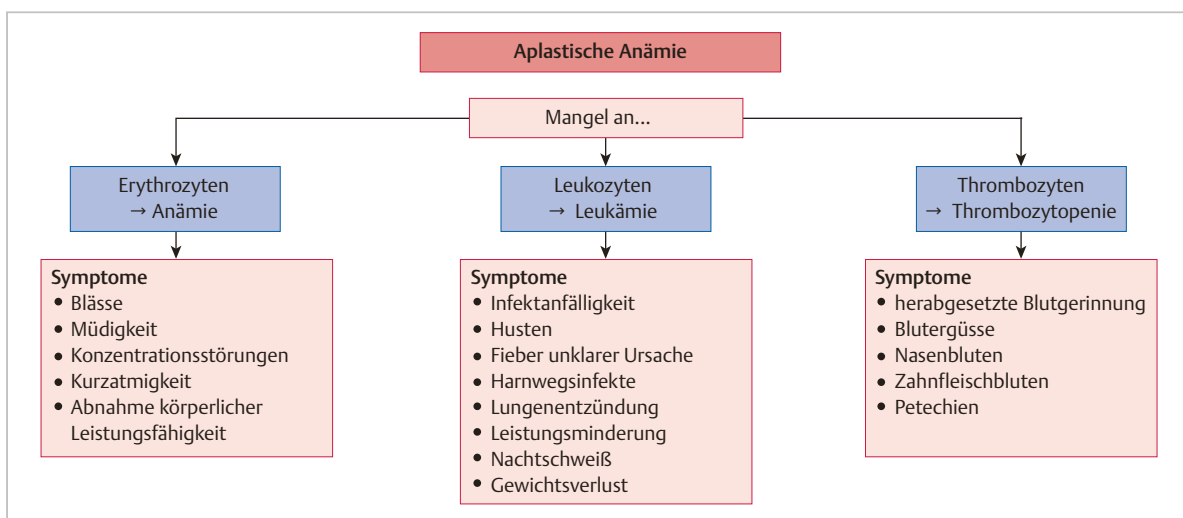 Aplastische Anämie
Mangel an...
Erythrozyten
→ Anämie
Leukozyten
→ Leukämie
Thrombozyten
→ Thrombozytopenie
Symptome
• Blässe
• Müdigkeit
• Konzentrationsstörungen
• Kurzatmigkeit
• Abnahme körperlicher
Leistungsfähigkeit
Symptome
• Infektanfälligkeit
• Husten
• Fieber unklarer Ursache
• Harnwegsinfekte
• Lungenentzündung
• Leistungsminderung
• Nachtschweiß
• Gewichtsverlust
Symptome
• herabgesetzte Blutgerinnung
• Blutergüsse
• Nasenbluten
• Zahnfleischbluten
• Petechien